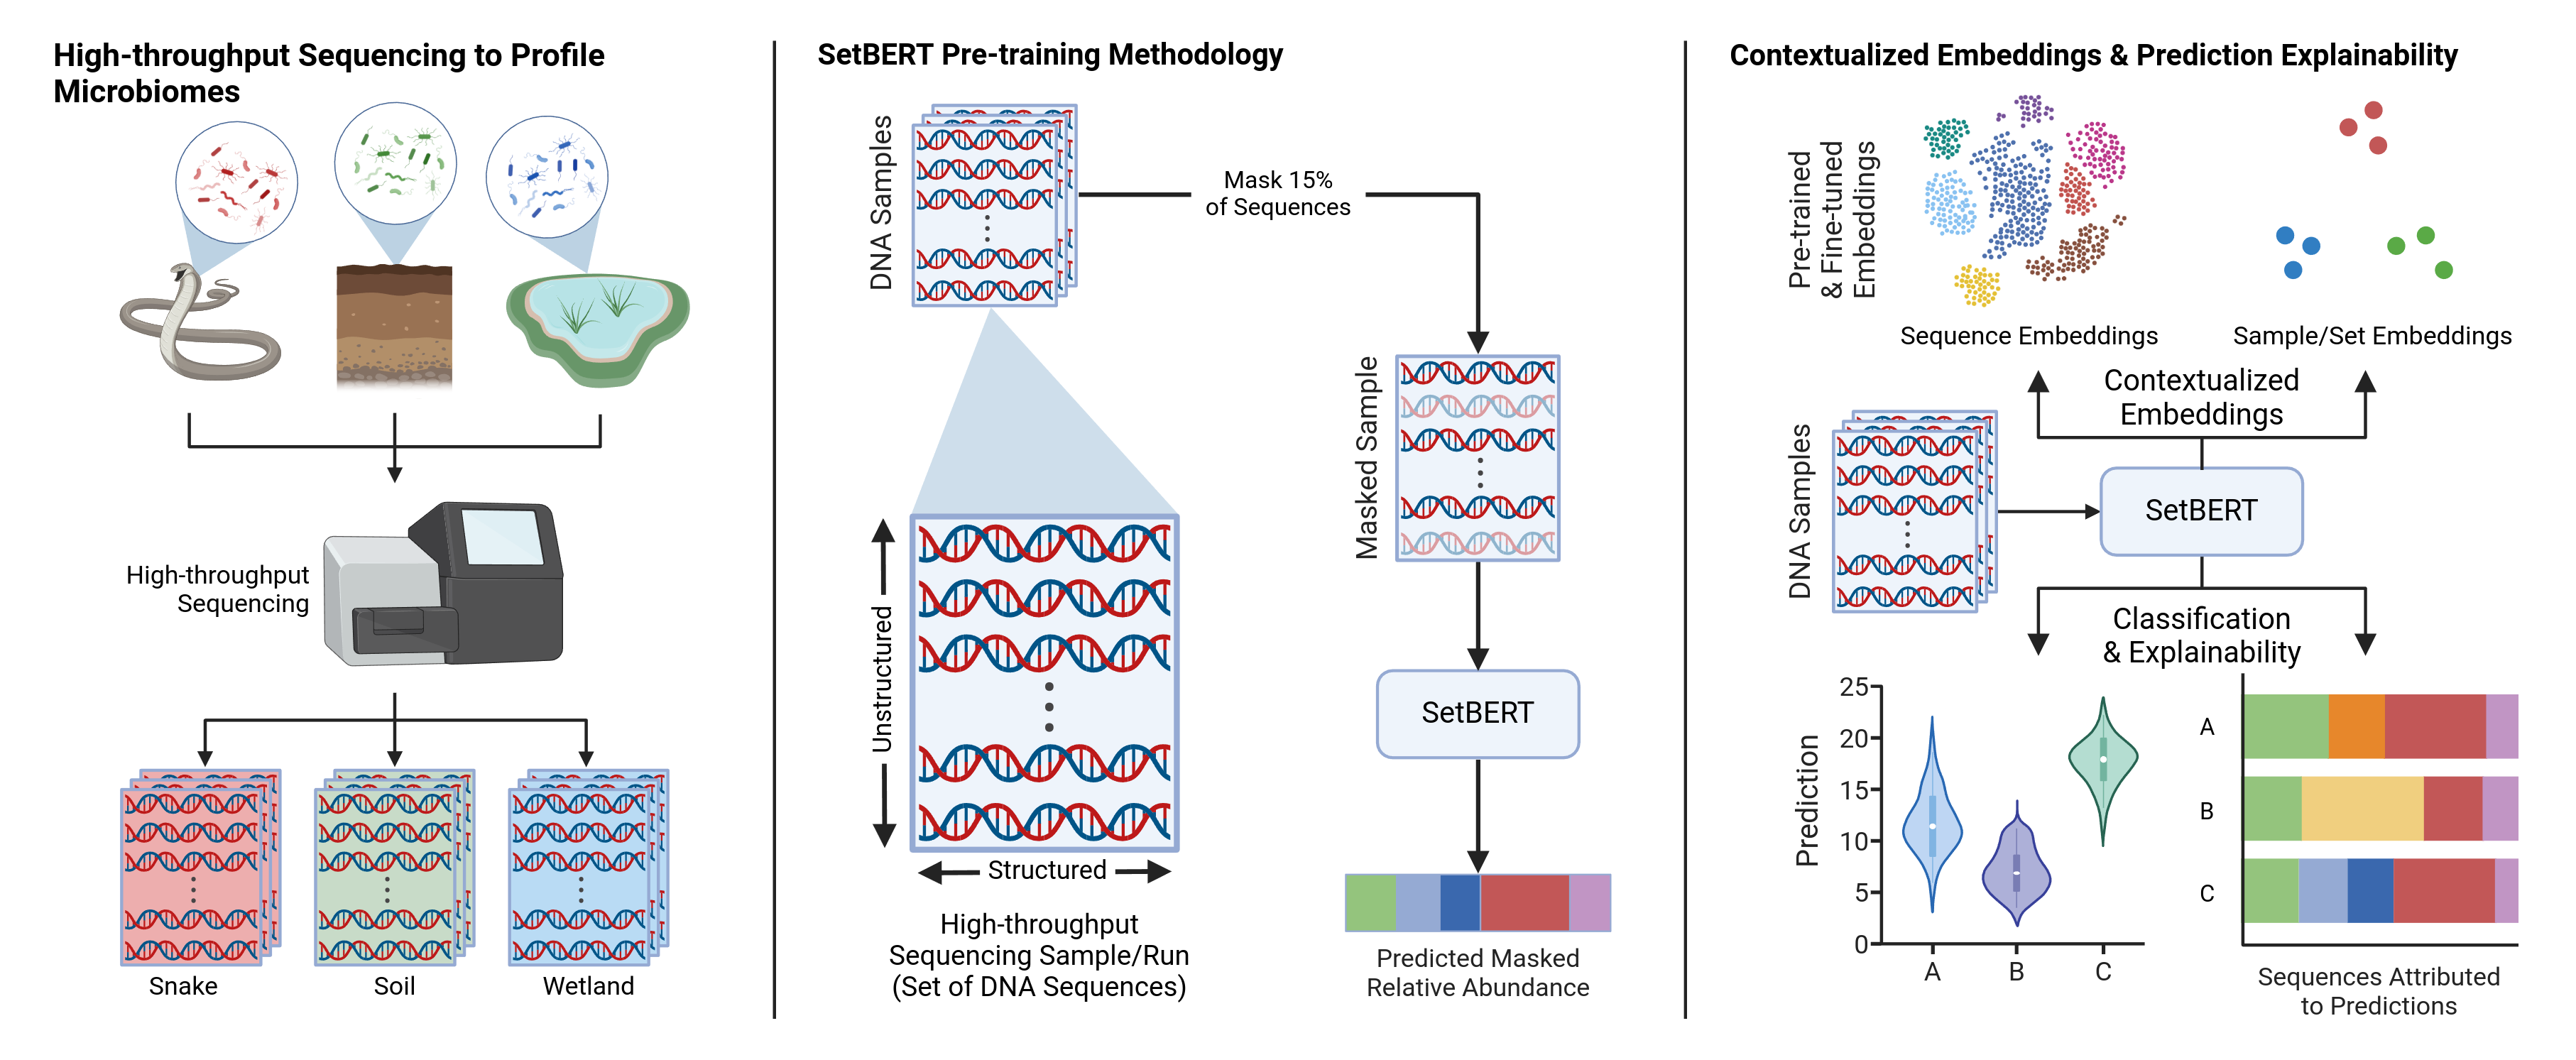 High-throughput Sequencing to Profile
Microbiomes
High-throughput
Sequencing
Snake
Soil
Wetland
SetBERT Pre-training Methodology
DNA Samples
Mask 15%
of Sequences
Masked Sample
Unstructured
Structured
High-throughput
Sequencing Sample/Run
(Set of DNA Sequences)
SetBERT
Predicted Masked
Relative Abundance
Contextualized Embeddings & Prediction Explainability
Pre-trained
& Fine-tuned
Embeddings
Sequence Embeddings
Sample/Set Embeddings
Contextualized
Embeddings
DNA Samples
SetBERT
Classification
& Explainability
Prediction
25
20
15
10
5
0
A
B
C
A
B
C
Sequences Attributed
to Predictions